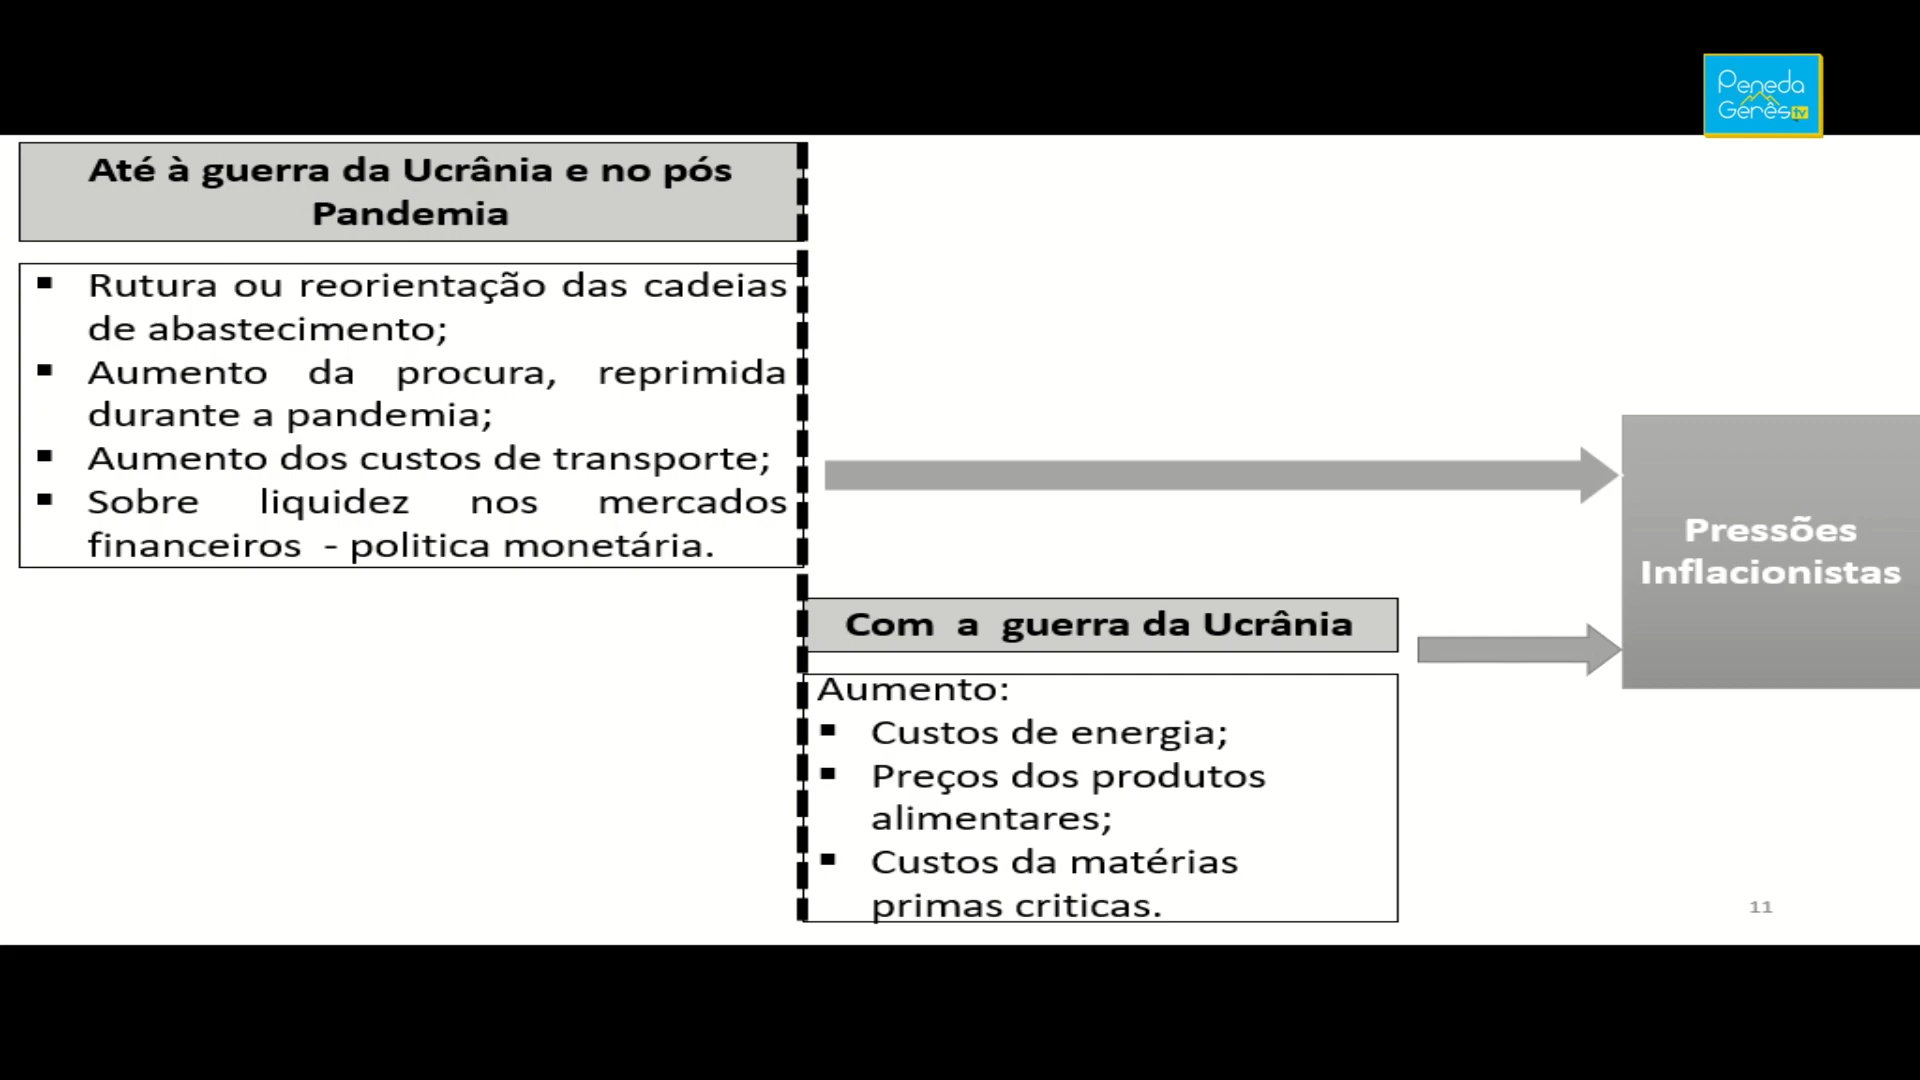 Peneda
Gerês tv
Até à guerra da Ucrânia e no pós
Pandemia
▪ Rutura ou reorientação das cadeias
de abastecimento;
▪ Aumento da procura, reprimida
durante a pandemia;
▪ Aumento dos custos de transporte;
▪ Sobre liquidez nos mercados
financeiros - politica monetária.
Pressões
Inflacionistas
Com a guerra da Ucrânia
Aumento:
▪ Custos de energia;
▪ Preços dos produtos
alimentares;
▪ Custos da matérias
primas criticas.
11